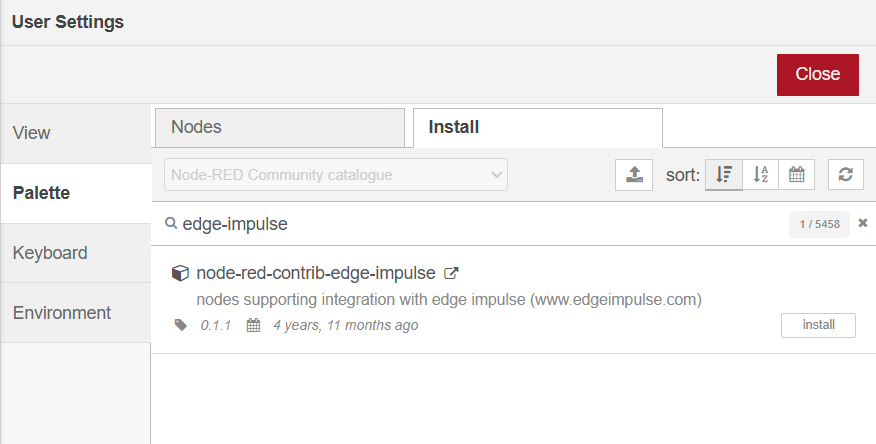 User Settings
Close
View
Palette
Keyboard
Environment
Nodes
Install
Node-RED Community catalogue
sort:
edge-impulse
1 / 5458
node-red-contrib-edge-impulse
nodes supporting integration with edge impulse (www.edgeimpulse.com)
0.1.1 4 years, 11 months ago
install